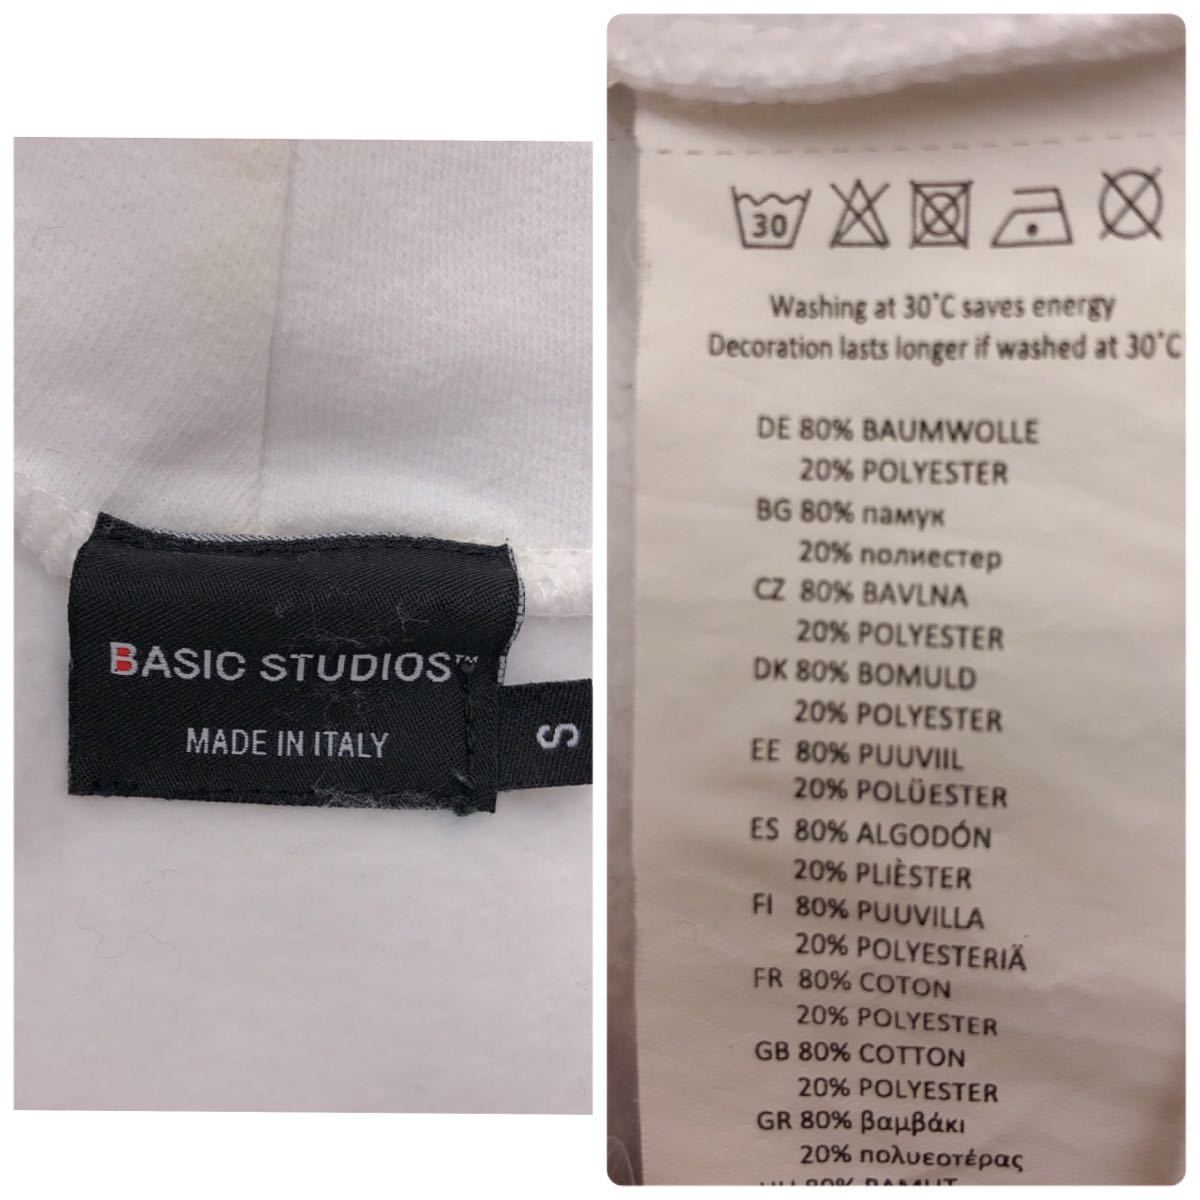 BASIC STUDIOS™
MADE IN ITALY
S
30
Washing at 30°C saves energy
Decoration lasts longer if washed at 30°C
DE 80% BAUMWOLLE
20% POLYESTER
BG 80% памук
20% полиестер
CZ 80% BAVLNA
20% POLYESTER
DK 80% BOMULD
20% POLYESTER
EE 80% PUUVIIL
20% POLÜESTER
ES 80% ALGODÓN
20% PLIÈSTER
FI 80% PUUVILLA
20% POLYESTERIÄ
FR 80% COTON
20% POLYESTER
GB 80% COTTON
20% POLYESTER
GR 80% βαμβάκι
20% πολυεοτέρας
HU 80% PAMUT